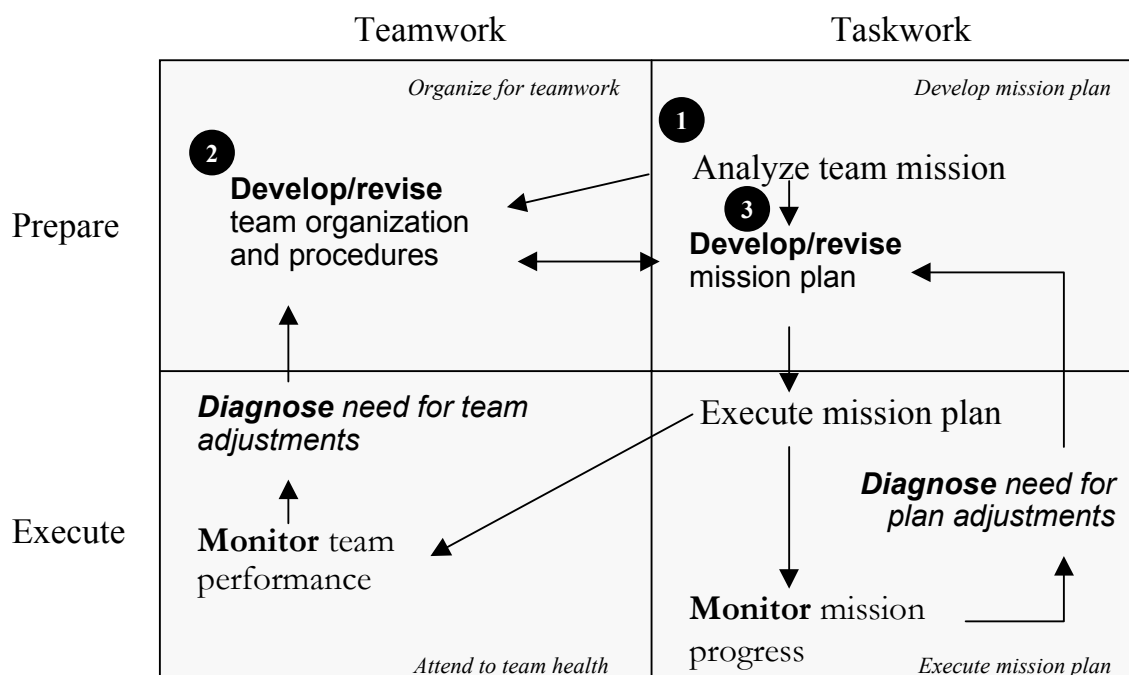 Teamwork
Taskwork
Prepare
Organize for teamwork
2
Develop/revise
team organization
and procedures
Develop mission plan
1
Analyze team mission
3
Develop/revise
mission plan
Execute
Diagnose need for team
adjustments
Monitor team
performance
Attend to team health
Execute mission plan
Diagnose need for
plan adjustments
Monitor mission
progress
Execute mission plan